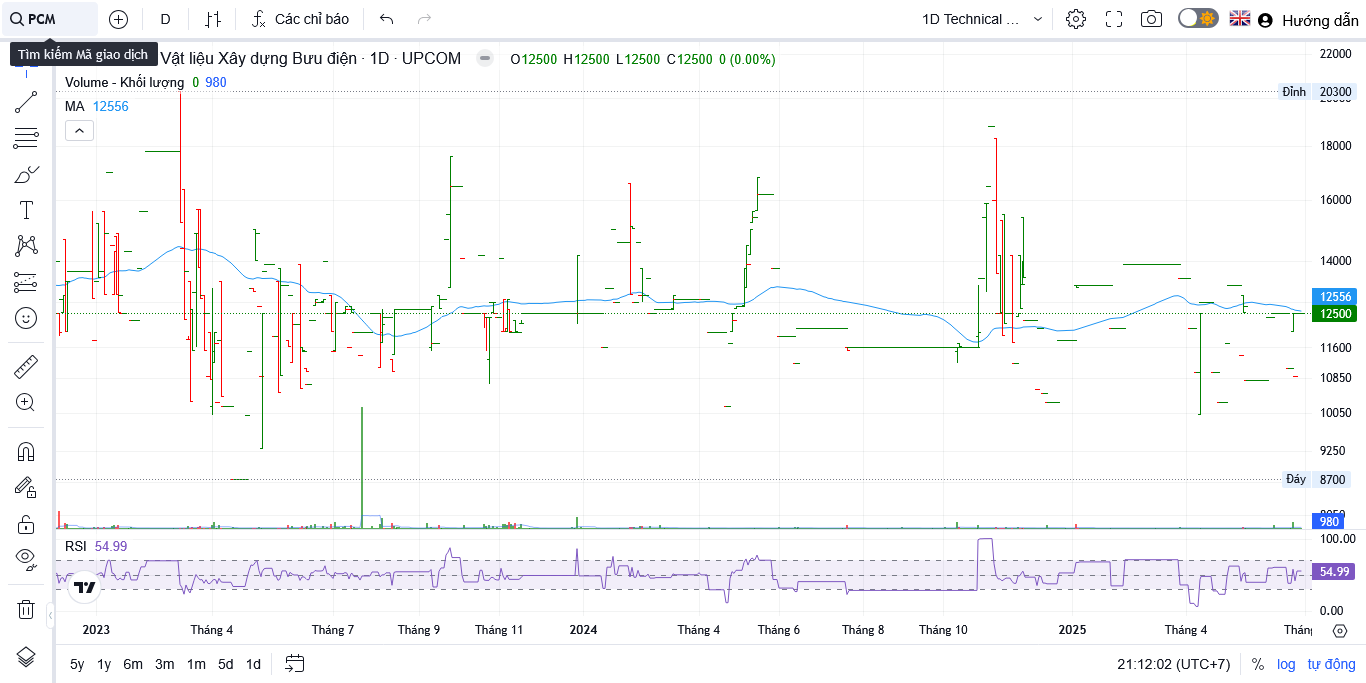 PCM
D
Các chỉ báo
1D Technical ...
Hướng dẫn
Tìm kiếm Mã giao dịch
Vật liệu Xây dựng Bưu điện · 1D · UPCOM
O12500 H12500 L12500 C12500 0 (0.00%)
Volume - Khối lượng 0 980
MA 12556
22000
Đỉnh 20300
18000
16000
14000
12556
12500
11600
10850
10050
9250
Đáy 8700
980
RSI 54.99
100.00
54.99
0.00
2023 Tháng 4 Tháng 7 Tháng 9 Tháng 11 2024 Tháng 4 Tháng 6 Tháng 8 Tháng 10 2025 Tháng 4
5y 1y 6m 3m 1m 5d 1d
21:12:02 (UTC+7) % log tự động